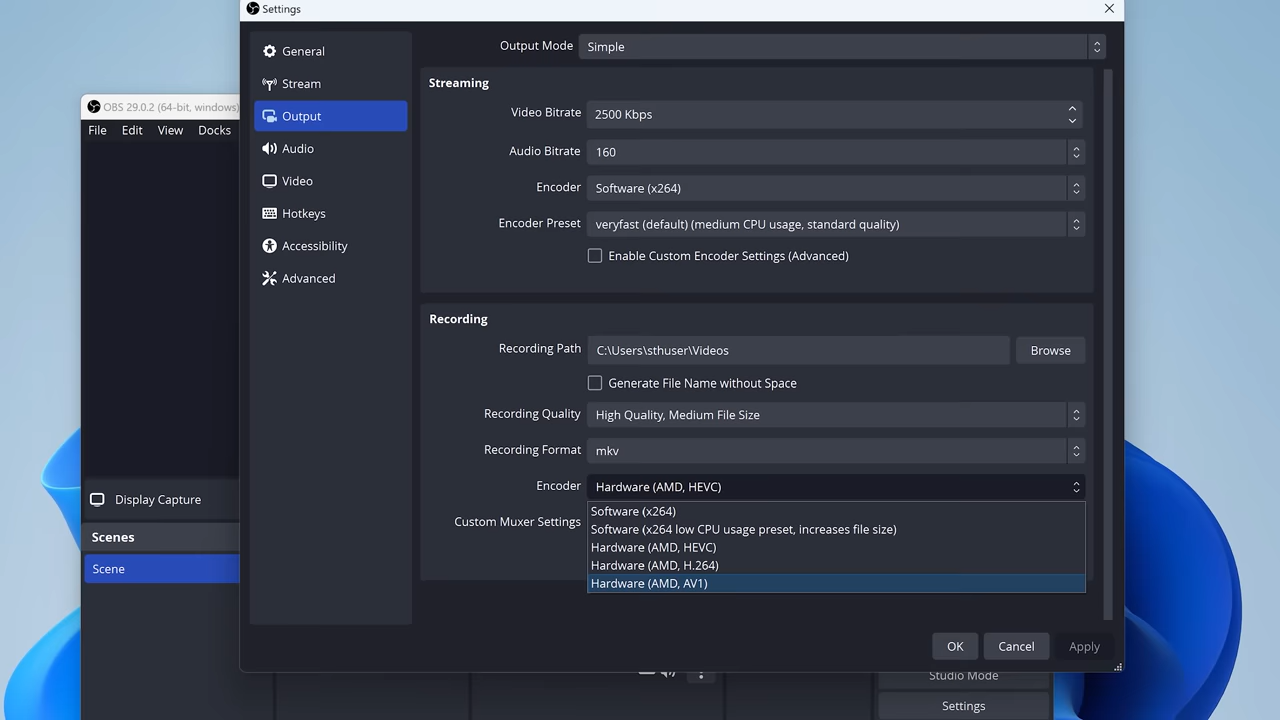 Settings
OBS 29.0.2 (64-bit, windows)
File Edit View Docks
General
Stream
Output
Audio
Video
Hotkeys
Accessibility
Advanced
Output Mode Simple
Streaming
Video Bitrate 2500 Kbps
Audio Bitrate 160
Encoder Software (x264)
Encoder Preset veryfast (default) (medium CPU usage, standard quality)
Enable Custom Encoder Settings (Advanced)
Recording
Recording Path C:\Users\sthuser\Videos Browse
Generate File Name without Space
Recording Quality High Quality, Medium File Size
Recording Format mkv
Encoder Hardware (AMD, HEVC)
Custom Muxer Settings
Software (x264)
Software (x264 low CPU usage preset, increases file size)
Hardware (AMD, HEVC)
Hardware (AMD, H.264)
Hardware (AMD, AV1)
OK Cancel Apply
Display Capture
Scenes
Scene
Studio Mode
Settings